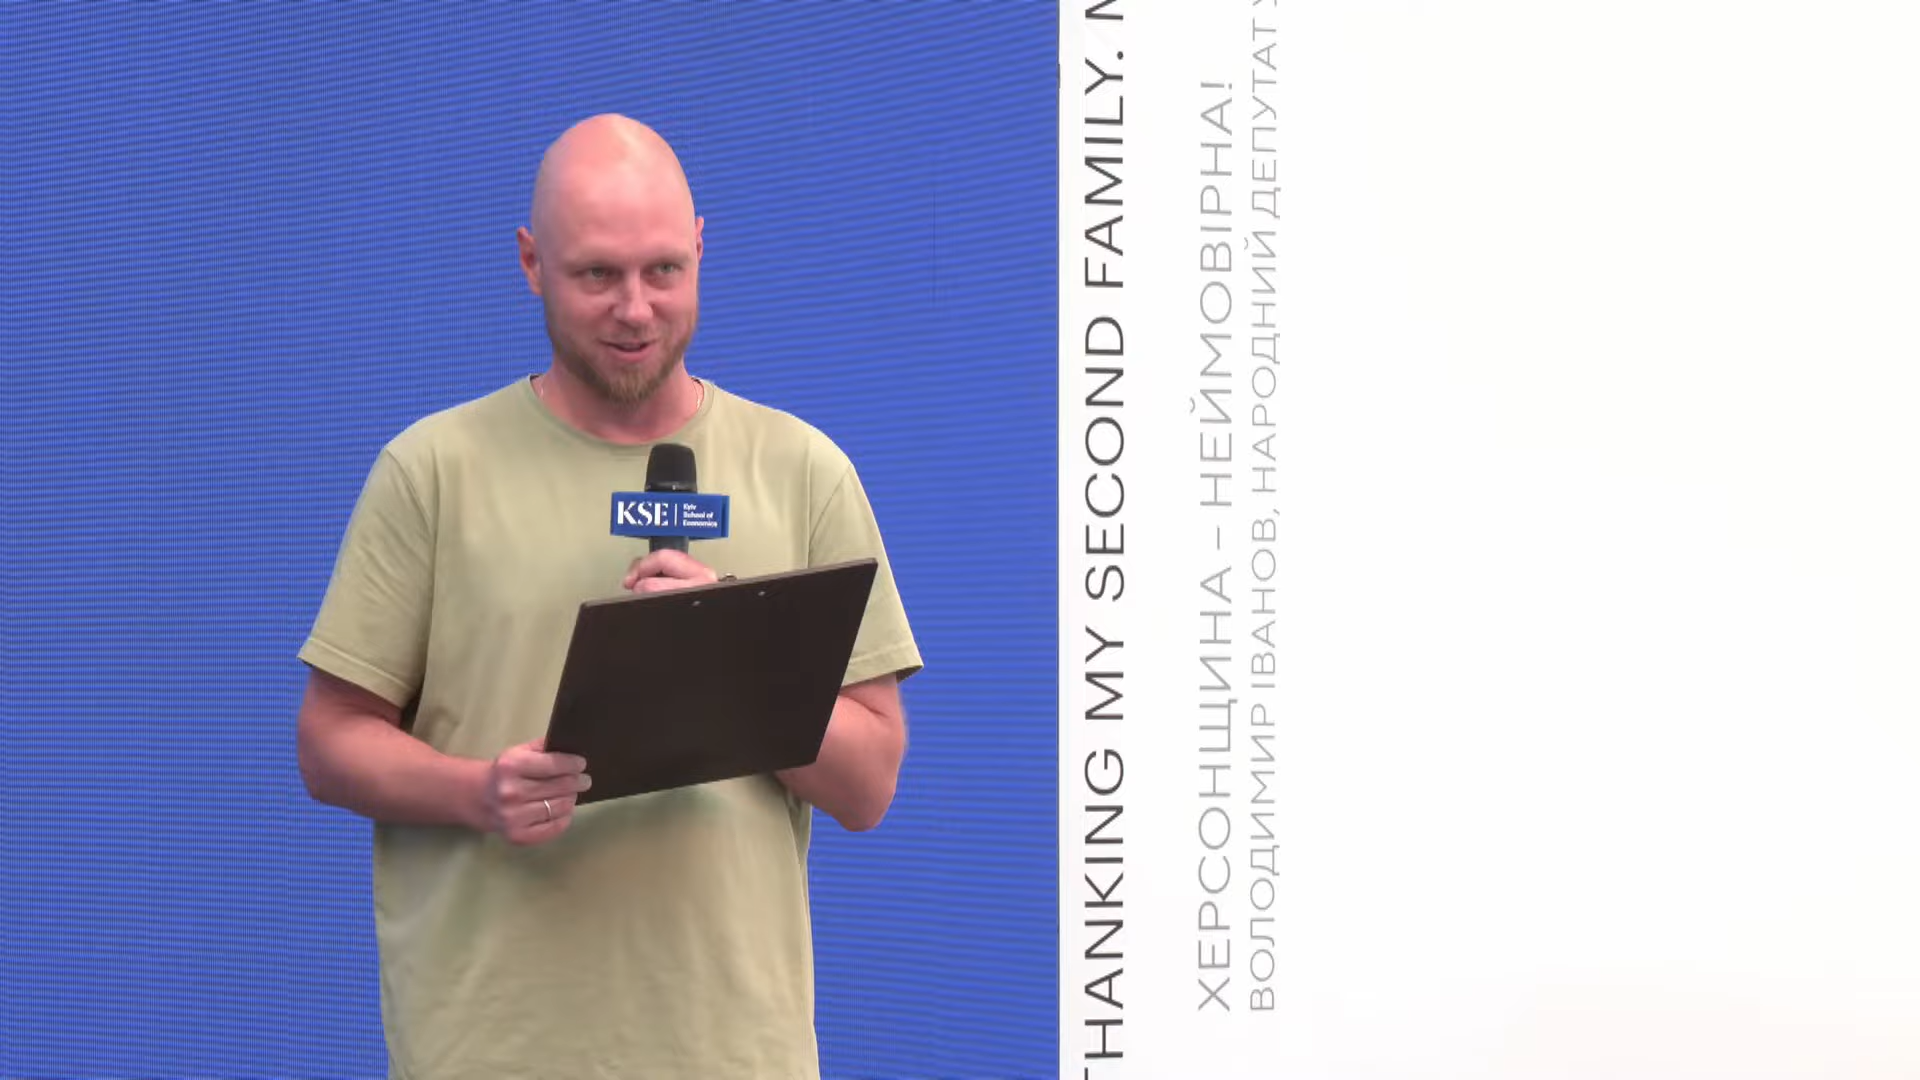 KSE
Kyiv
School of
Economics
THANKING MY SECOND FAMILY.
ХЕРСОНЩИНА – НЕЙМОВІРНА!
ВОЛОДИМИР ІВАНОВ, НАРОДНИЙ ДЕПУТАТ У